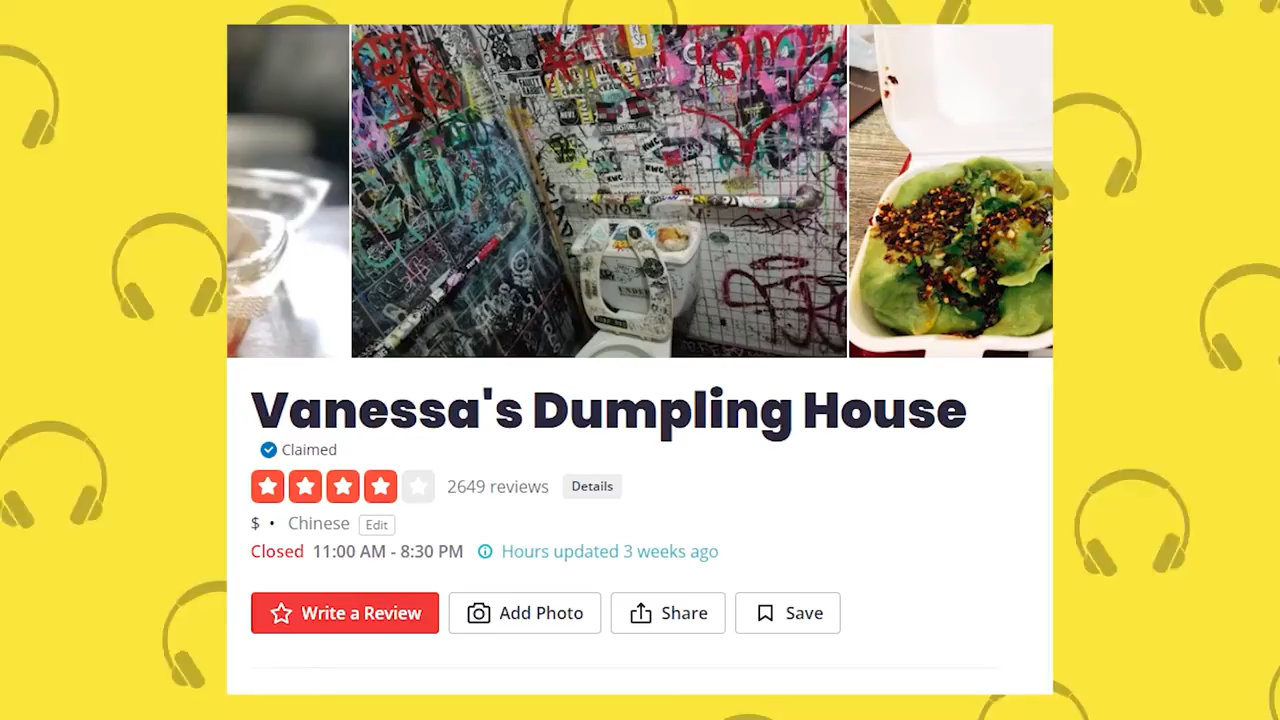 Vanessa's Dumpling House
Claimed
2649 reviews Details
$ • Chinese Edit
Closed 11:00 AM - 8:30 PM Hours updated 3 weeks ago
Write a Review Add Photo Share Save